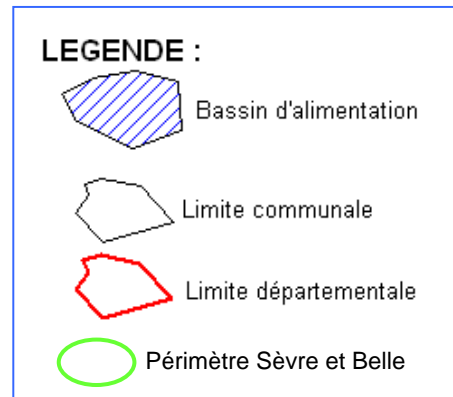 LEGENDE :
Bassin d'alimentation
Limite communale
Limite départementale
Périmètre Sèvre et Belle